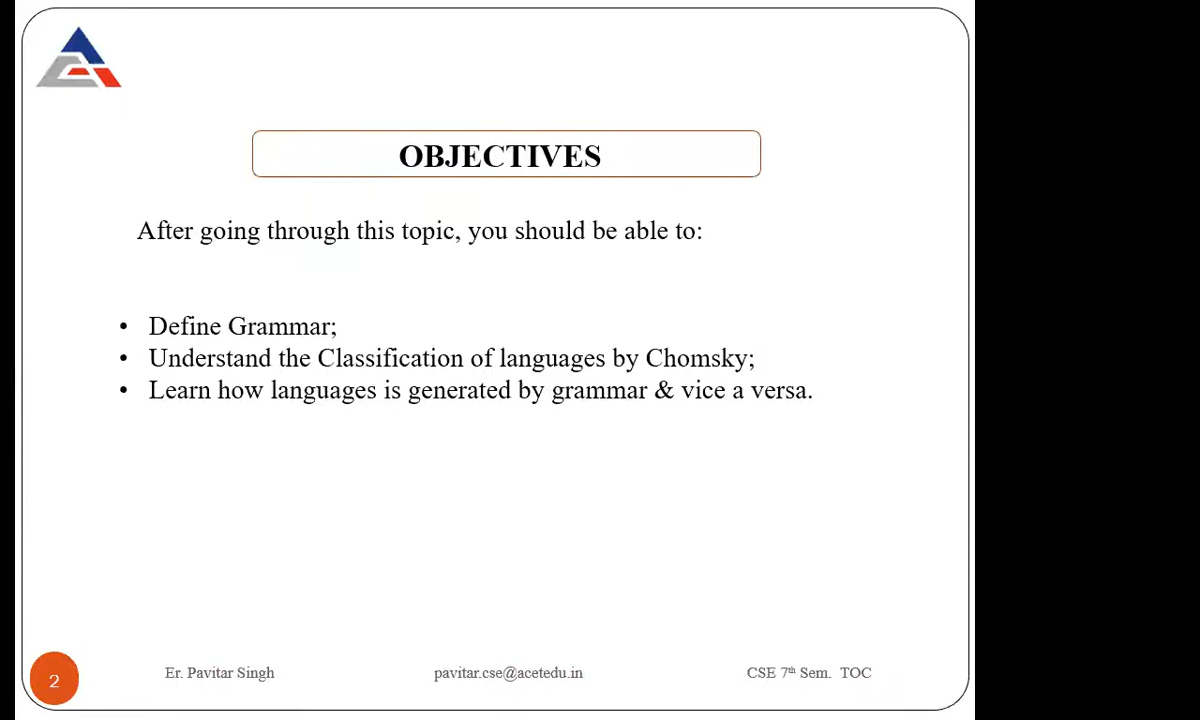 OBJECTIVES
After going through this topic, you should be able to:
• Define Grammar;
• Understand the Classification of languages by Chomsky;
• Learn how languages is generated by grammar & vice a versa.
2
Er. Pavitar Singh
pavitar.cse@acetedu.in
CSE 7th Sem. TOC